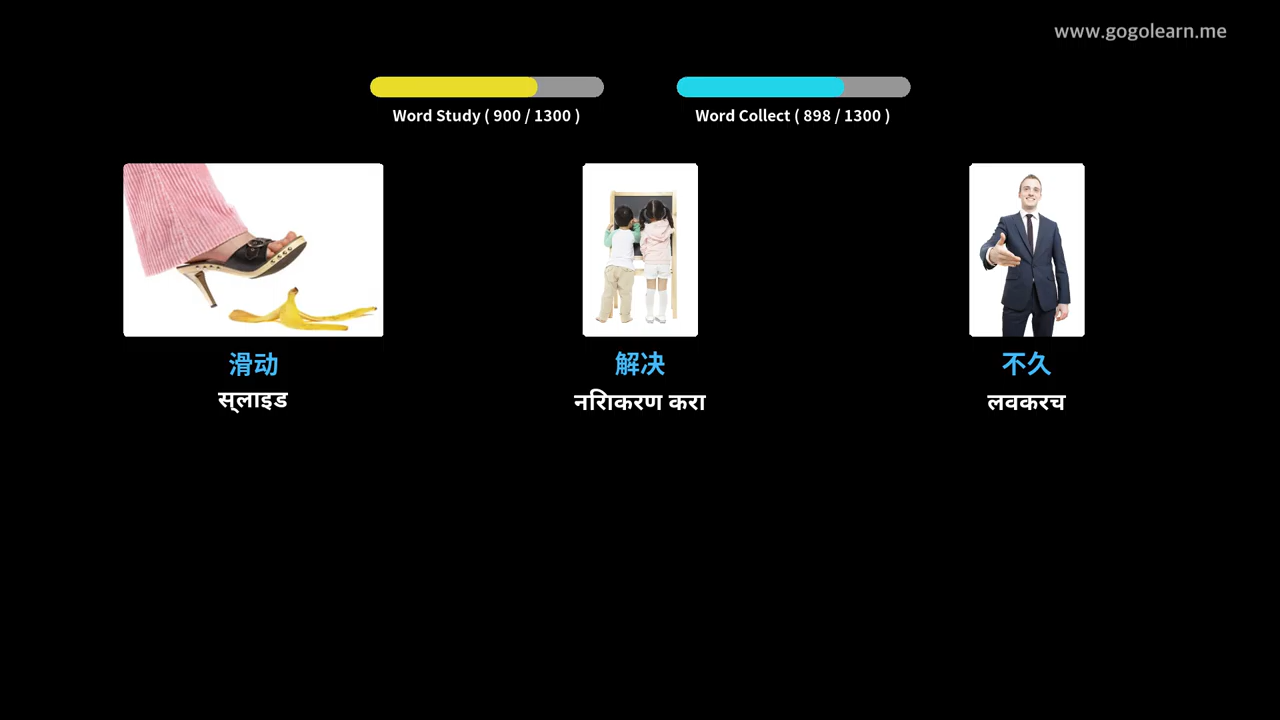 www.gogolearn.me
Word Study ( 900 / 1300 )
Word Collect ( 898 / 1300 )
滑动
解决
不久
स्लाइड
निराकरण करा
लवकरच